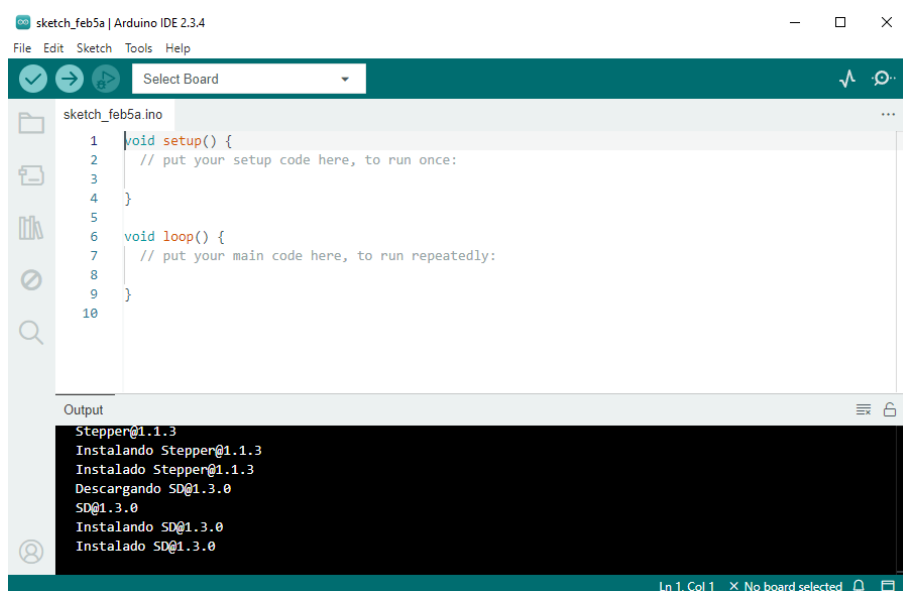 sketch_feb5a | Arduino IDE 2.3.4
File Edit Sketch Tools Help
Select Board
sketch_feb5a.ino
1 void setup() {
2 // put your setup code here, to run once:
3
4 }
5
6 void loop() {
7 // put your main code here, to run repeatedly:
8
9 }
10
Output
Stepper@1.1.3
Instalando Stepper@1.1.3
Instalado Stepper@1.1.3
Descargando SD@1.3.0
SD@1.3.0
Instalando SD@1.3.0
Instalado SD@1.3.0
Ln 1, Col 1 × No board selected